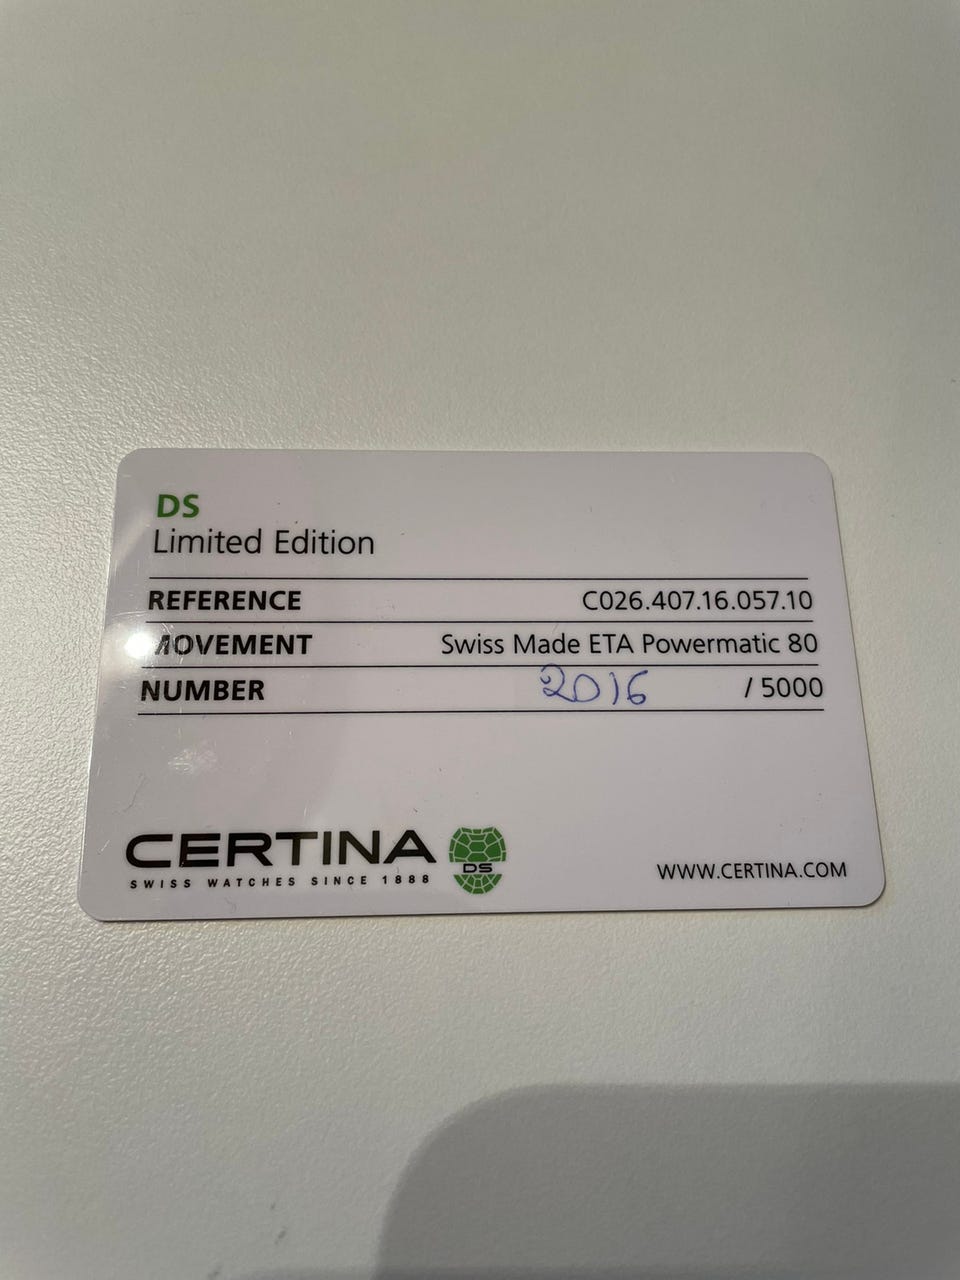 DS
Limited Edition
REFERENCE C026.407.16.057.10
MOVEMENT Swiss Made ETA Powermatic 80
NUMBER 2016 / 5000
CERTINA DS
SWISS WATCHES SINCE 1888
WWW.CERTINA.COM